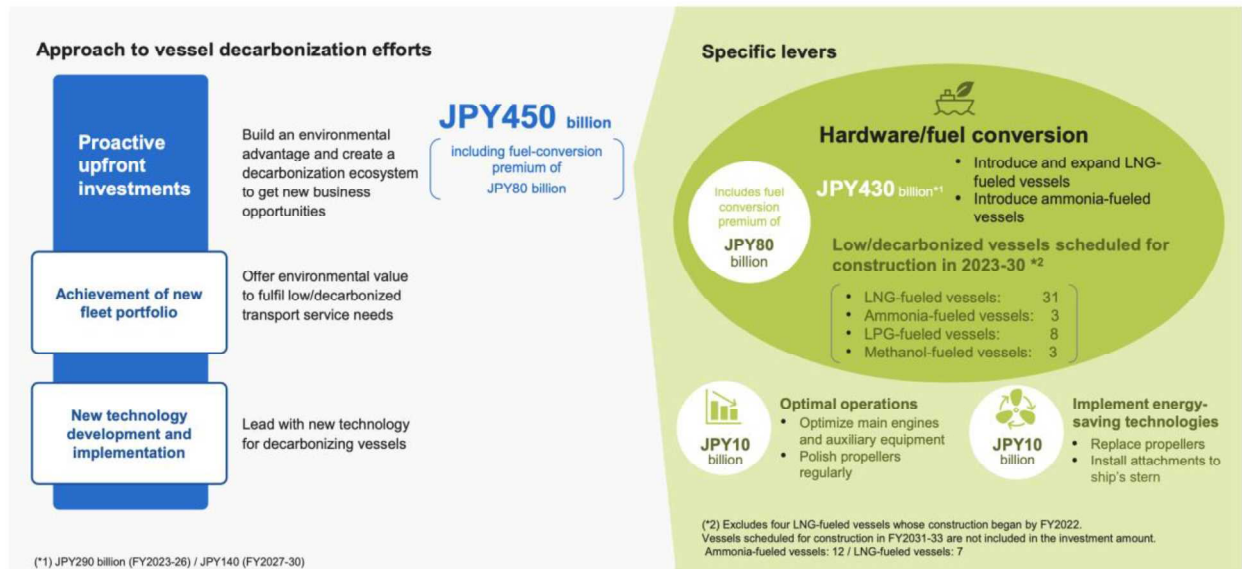 Approach to vessel decarbonization efforts
Proactive
upfront
investments
Build an environmental
advantage and create a
decarbonization ecosystem
to get new business
opportunities
JPY450 billion
including fuel-conversion
premium of
JPY80 billion
Achievement of new
fleet portfolio
Offer environmental value
to fulfil low/decarbonized
transport service needs
New technology
development and
implementation
Lead with new technology
for decarbonizing vessels
(*1) JPY290 billion (FY2023-26) / JPY140 (FY2027-30)
Specific levers
Hardware/fuel conversion
Includes fuel
conversion
premium of
JPY80
billion
JPY430 billion*1
• Introduce and expand LNG-
fueled vessels
• Introduce ammonia-fueled
vessels
Low/decarbonized vessels scheduled for
construction in 2023-30 *2
• LNG-fueled vessels: 31
• Ammonia-fueled vessels: 3
• LPG-fueled vessels: 8
• Methanol-fueled vessels: 3
JPY10
billion
Optimal operations
• Optimize main engines
and auxiliary equipment
• Polish propellers
regularly
JPY10
billion
Implement energy-
saving technologies
• Replace propellers
• Install attachments to
ship's stern
(*2) Excludes four LNG-fueled vessels whose construction began by FY2022.
Vessels scheduled for construction in FY2031-33 are not included in the investment amount.
Ammonia-fueled vessels: 12 / LNG-fueled vessels: 7